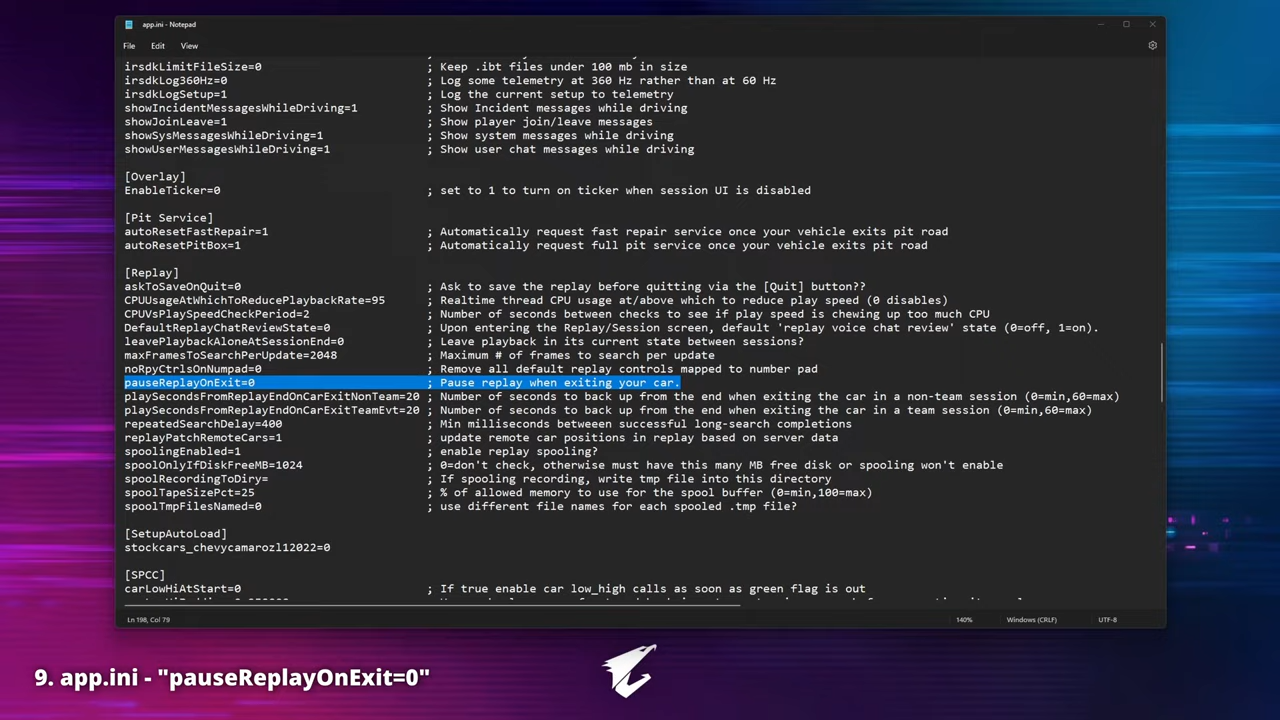 app.ini - Notepad
File Edit View
irsdkLimitFileSize=0 ; Keep .ibt files under 100 mb in size
irsdkLog360Hz=0 ; Log some telemetry at 360 Hz rather than at 60 Hz
irsdkLogSetup=1 ; Log the current setup to telemetry
showIncidentMessagesWhileDriving=1 ; Show Incident messages while driving
showJoinLeave=1 ; Show player join/leave messages
showSysMessagesWhileDriving=1 ; Show system messages while driving
showUserMessagesWhileDriving=1 ; Show user chat messages while driving
[Overlay]
EnableTicker=0 ; set to 1 to turn on ticker when session UI is disabled
[Pit Service]
autoResetFastRepair=1 ; Automatically request fast repair service once your vehicle exits pit road
autoResetPitBox=1 ; Automatically request full pit service once your vehicle exits pit road
[Replay]
askToSaveOnQuit=0 ; Ask to save the replay before quitting via the [Quit] button??
CPUUsageAtWhichToReducePlaybackRate=95 ; Realtime thread CPU usage at/above which to reduce play speed (0 disables)
CPUVsPlaySpeedCheckPeriod=2 ; Number of seconds between checks to see if play speed is chewing up too much CPU
DefaultReplayChatReviewState=0 ; Upon entering the Replay/Session screen, default 'replay voice chat review' state (0=off, 1=on).
leavePlaybackAloneAtSessionEnd=0 ; Leave playback in its current state between sessions?
maxFramesToSearchPerUpdate=2048 ; Maximum # of frames to search per update
noRpyCtrlsOnNumpad=0 ; Remove all default replay controls mapped to number pad
pauseReplayOnExit=0 ; Pause replay when exiting your car.
playSecondsFromReplayEndOnCarExitNonTeam=20 ; Number of seconds to back up from the end when exiting the car in a non-team session (0=min,60=max)
playSecondsFromReplayEndOnCarExitTeamEvt=20 ; Number of seconds to back up from the end when exiting the car in a team session (0=min,60=max)
repeatedSearchDelay=400 ; Min milliseconds betweeen successful long-search completions
replayPatchRemoteCars=1 ; update remote car positions in replay based on server data
spoolingEnabled=1 ; enable replay spooling?
spoolOnlyIfDiskFreeMB=1024 ; 0=don't check, otherwise must have this many MB free disk or spooling won't enable
spoolRecordingToDiry= ; If spooling recording, write tmp file into this directory
spoolTapeSizePct=25 ; % of allowed memory to use for the spool buffer (0=min,100=max)
spoolTmpFilesNamed=0 ; use different file names for each spooled .tmp file?
[SetupAutoLoad]
stockcars_chevycamarozl12022=0
[SPCC]
carLowHiAtStart=0 ; If true enable car low_high calls as soon as green flag is out
Ln 198, Col 79 140% Windows (CRLF) UTF-8
9. app.ini - "pauseReplayOnExit=0"